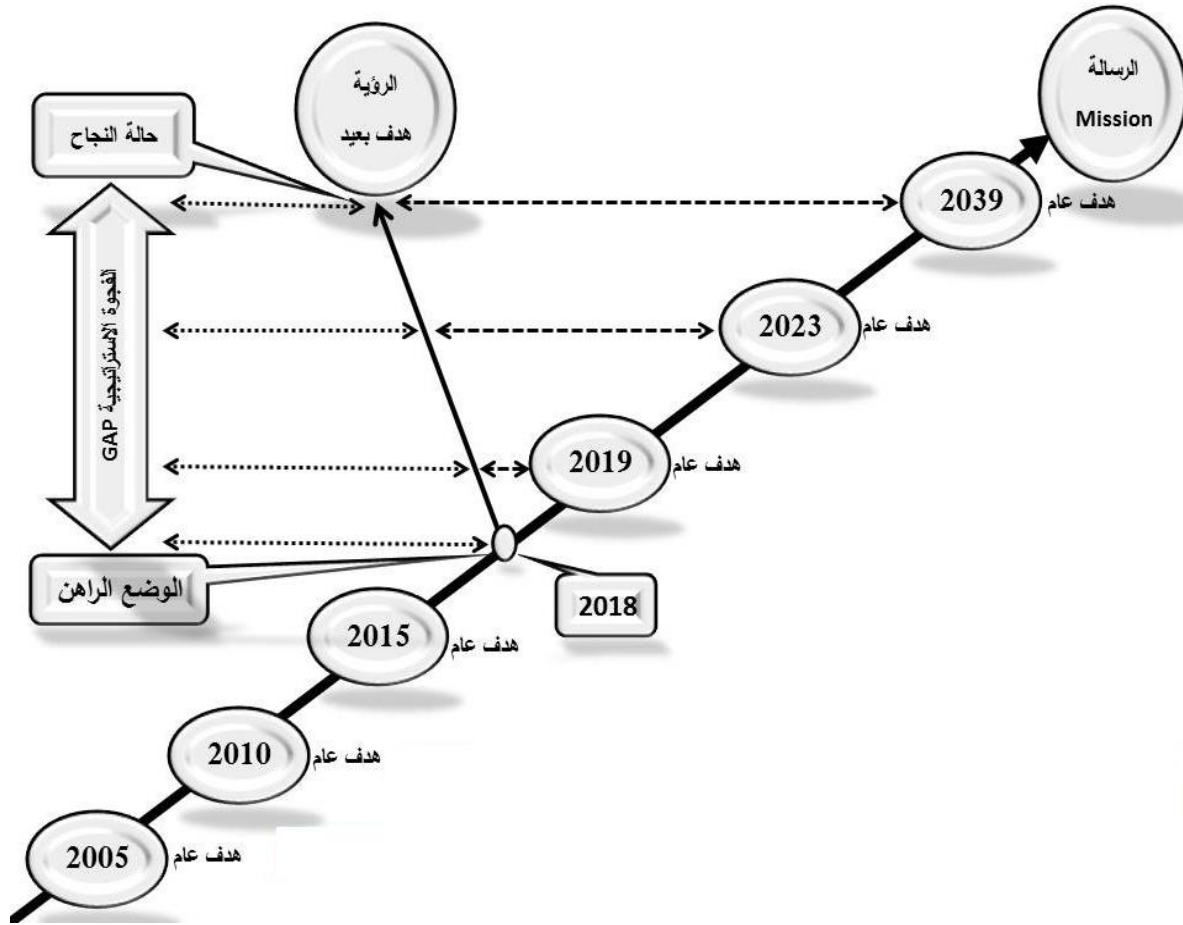 الرسالة
Mission
الرؤية
هدف بعيد
حالة النجاح
2039
هدف عام
2023
هدف عام
الفجوة الاستراتيجية GAP
2019
هدف عام
الوضع الراهن
2018
2015
هدف عام
2010
هدف عام
2005
هدف عام